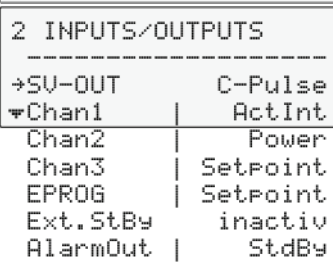 2 INPUTS/OUTPUTS
--------------------
→SV-OUT C-Pulse
▼Chan1 | ActInt
Chan2 | Power
Chan3 | Setpoint
EPROG | Setpoint
Ext.StBy inactiv
AlarmOut | StdBy